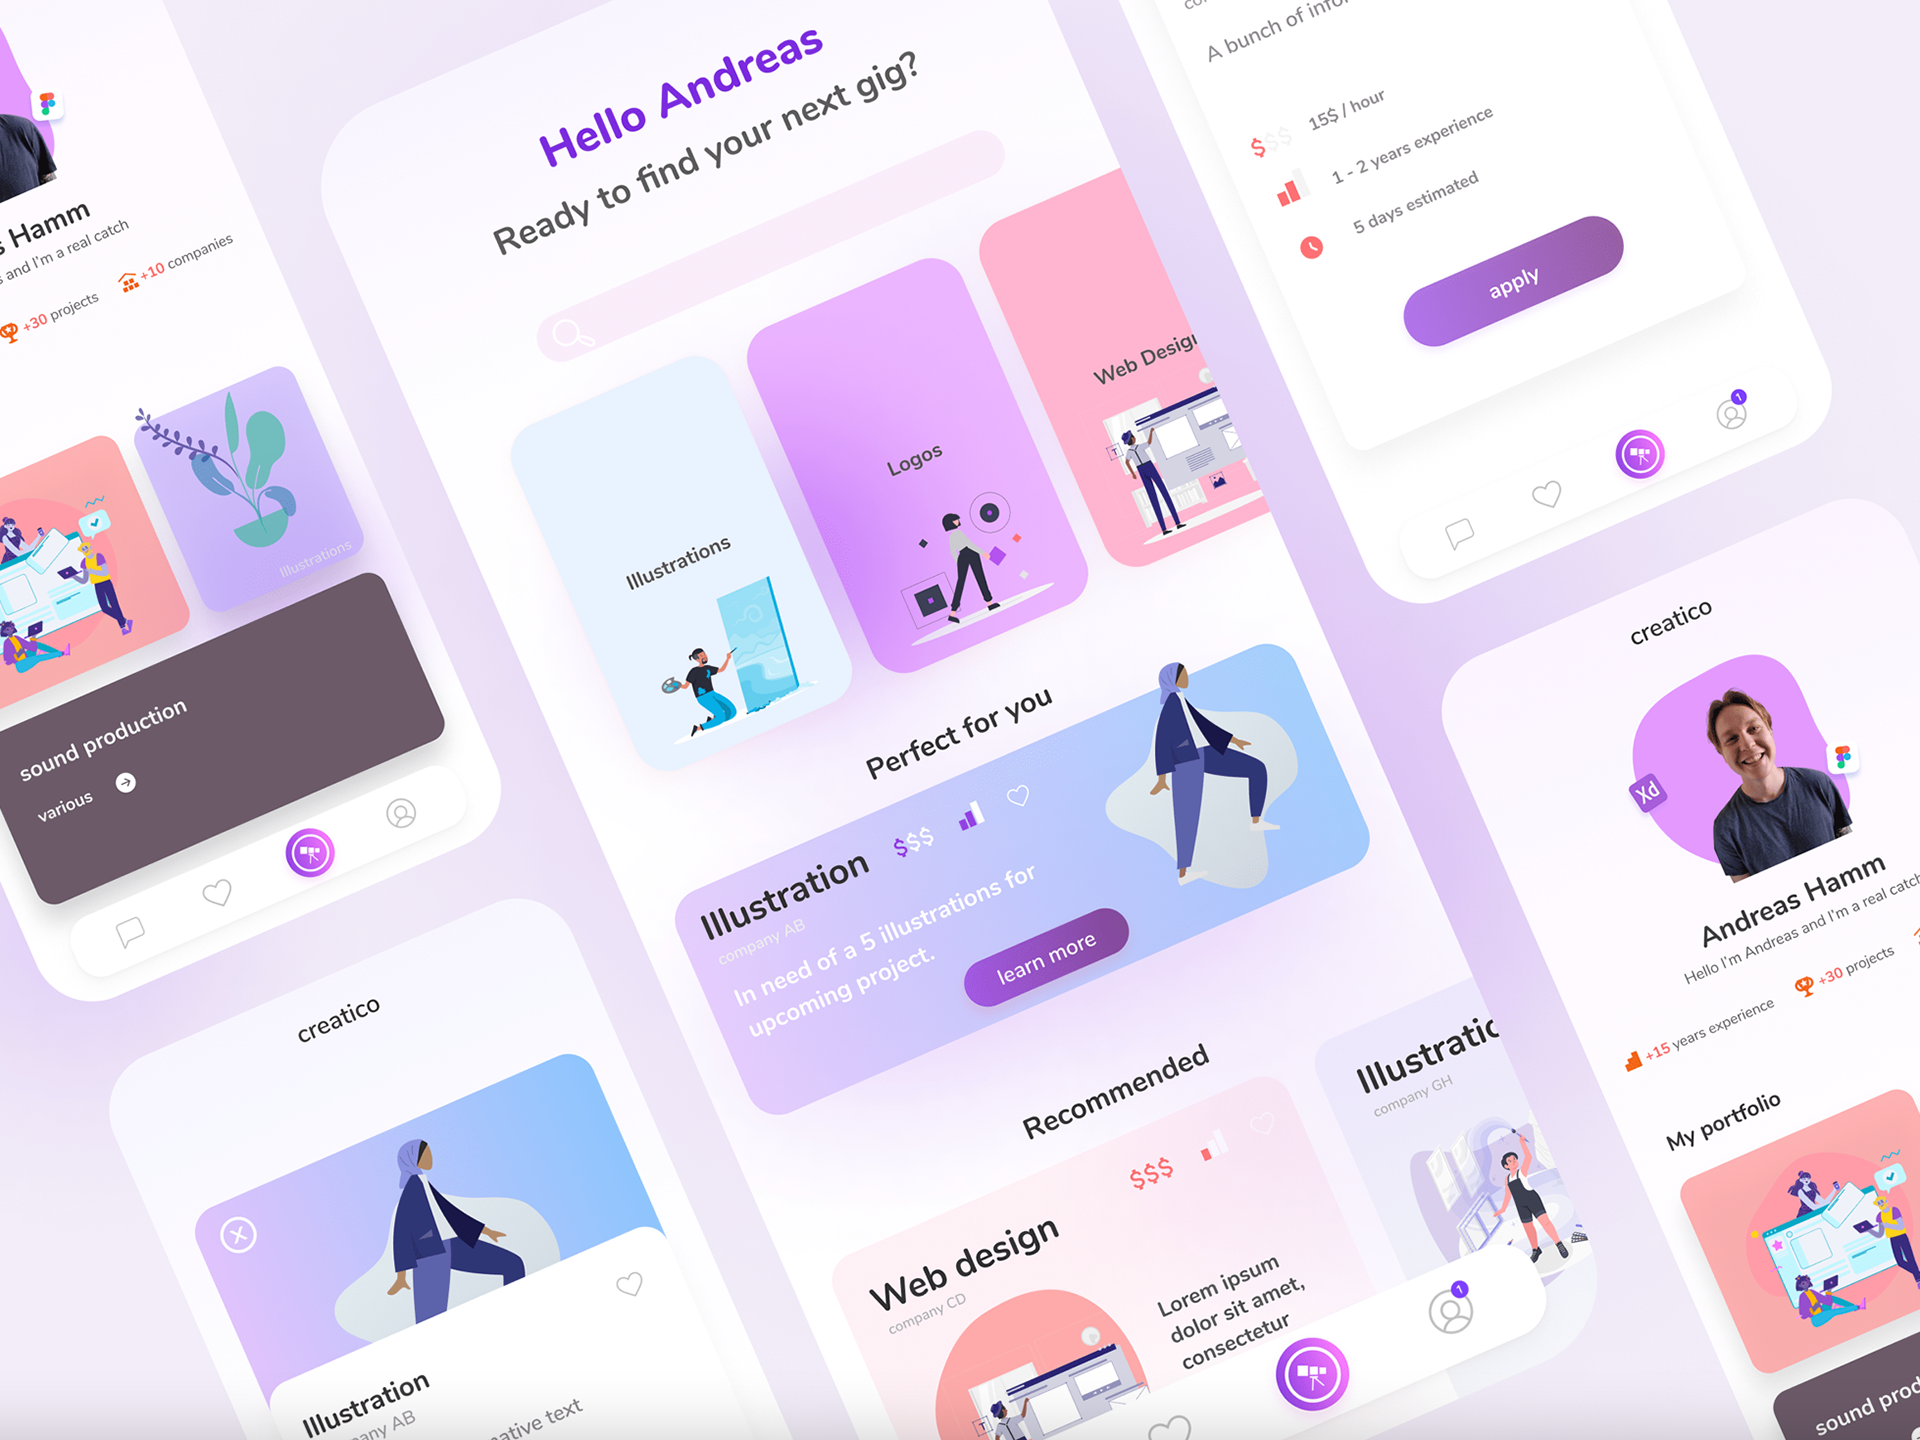 Hamm
and I'm a real catch
+30 projects
+10 companies
Illustrations
sound production
various
creatico
Illustration
company AB
Hello Andreas
Ready to find your next gig?
Illustrations
Logos
Web Design
Perfect for you
Illustration
company AB
In need of a 5 illustrations for
upcoming project.
$$$
learn more
Recommended
Web design
company CD
$$$
Lorem ipsum
dolor sit amet,
consectetur
Illustratio
company GH
1
A bunch of infor
$$$ 15$ / hour
1 - 2 years experience
5 days estimated
apply
1
creatico
Xd
Andreas Hamm
Hello I'm Andreas and I'm a real catch
+15 years experience
+30 projects
My portfolio
sound prod
text